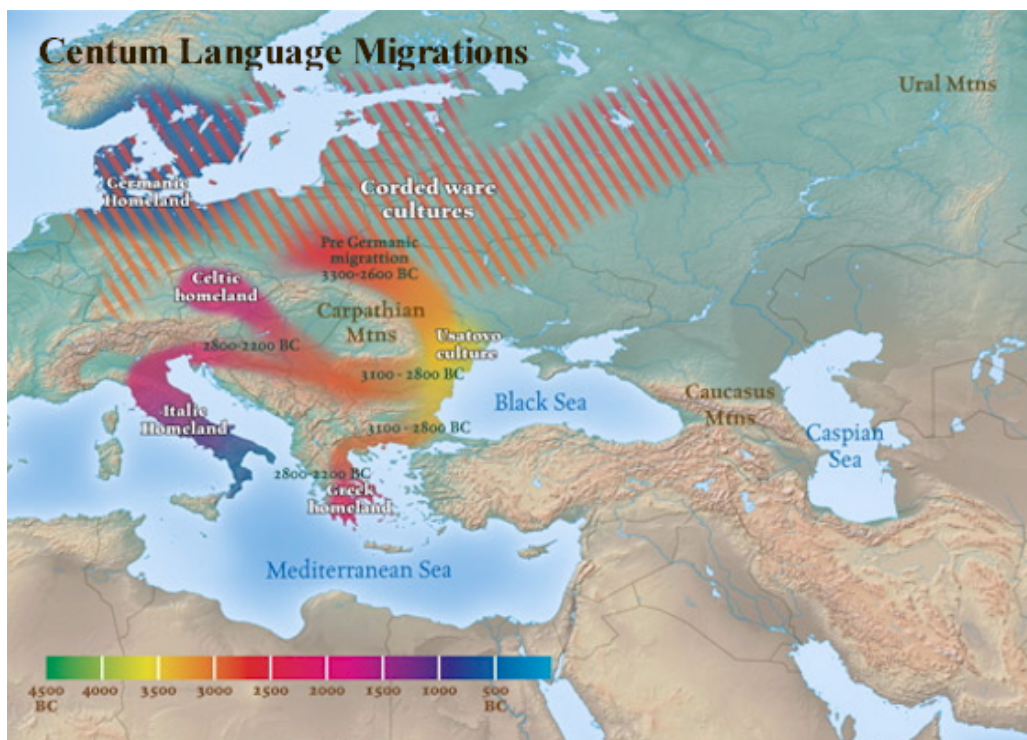 Centum Language Migrations
Ural Mtns
Germanic
Homeland
Corded ware
cultures
Pre Germanic
migrattion
3300-2600 BC
Celtic
homeland
Carpathian
Mtns
Usatovo
culture
2800-2200 BC
3100 - 2800 BC
Black Sea
Caucasus
Mtns
Caspian
Sea
Italic
Homeland
3100 - 2800 BC
2800-2200 BC
Greek
homeland
Mediterranean Sea
4500 4000 3500 3000 2500 2000 1500 1000 500
BC BC